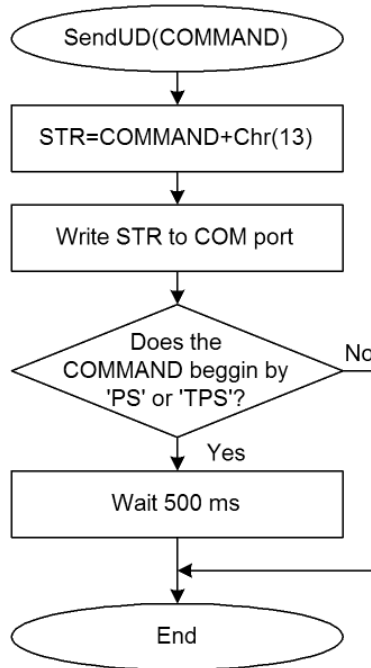 SendUD(COMMAND)
STR=COMMAND+Chr(13)
Write STR to COM port
Does the
COMMAND beggin by
'PS' or 'TPS'?
No
Yes
Wait 500 ms
End